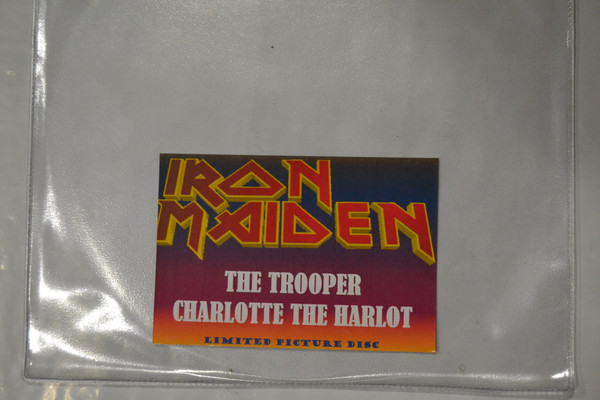 IRON
MAIDEN
THE TROOPER
CHARLOTTE THE HARLOT
LIMITED PICTURE DISC